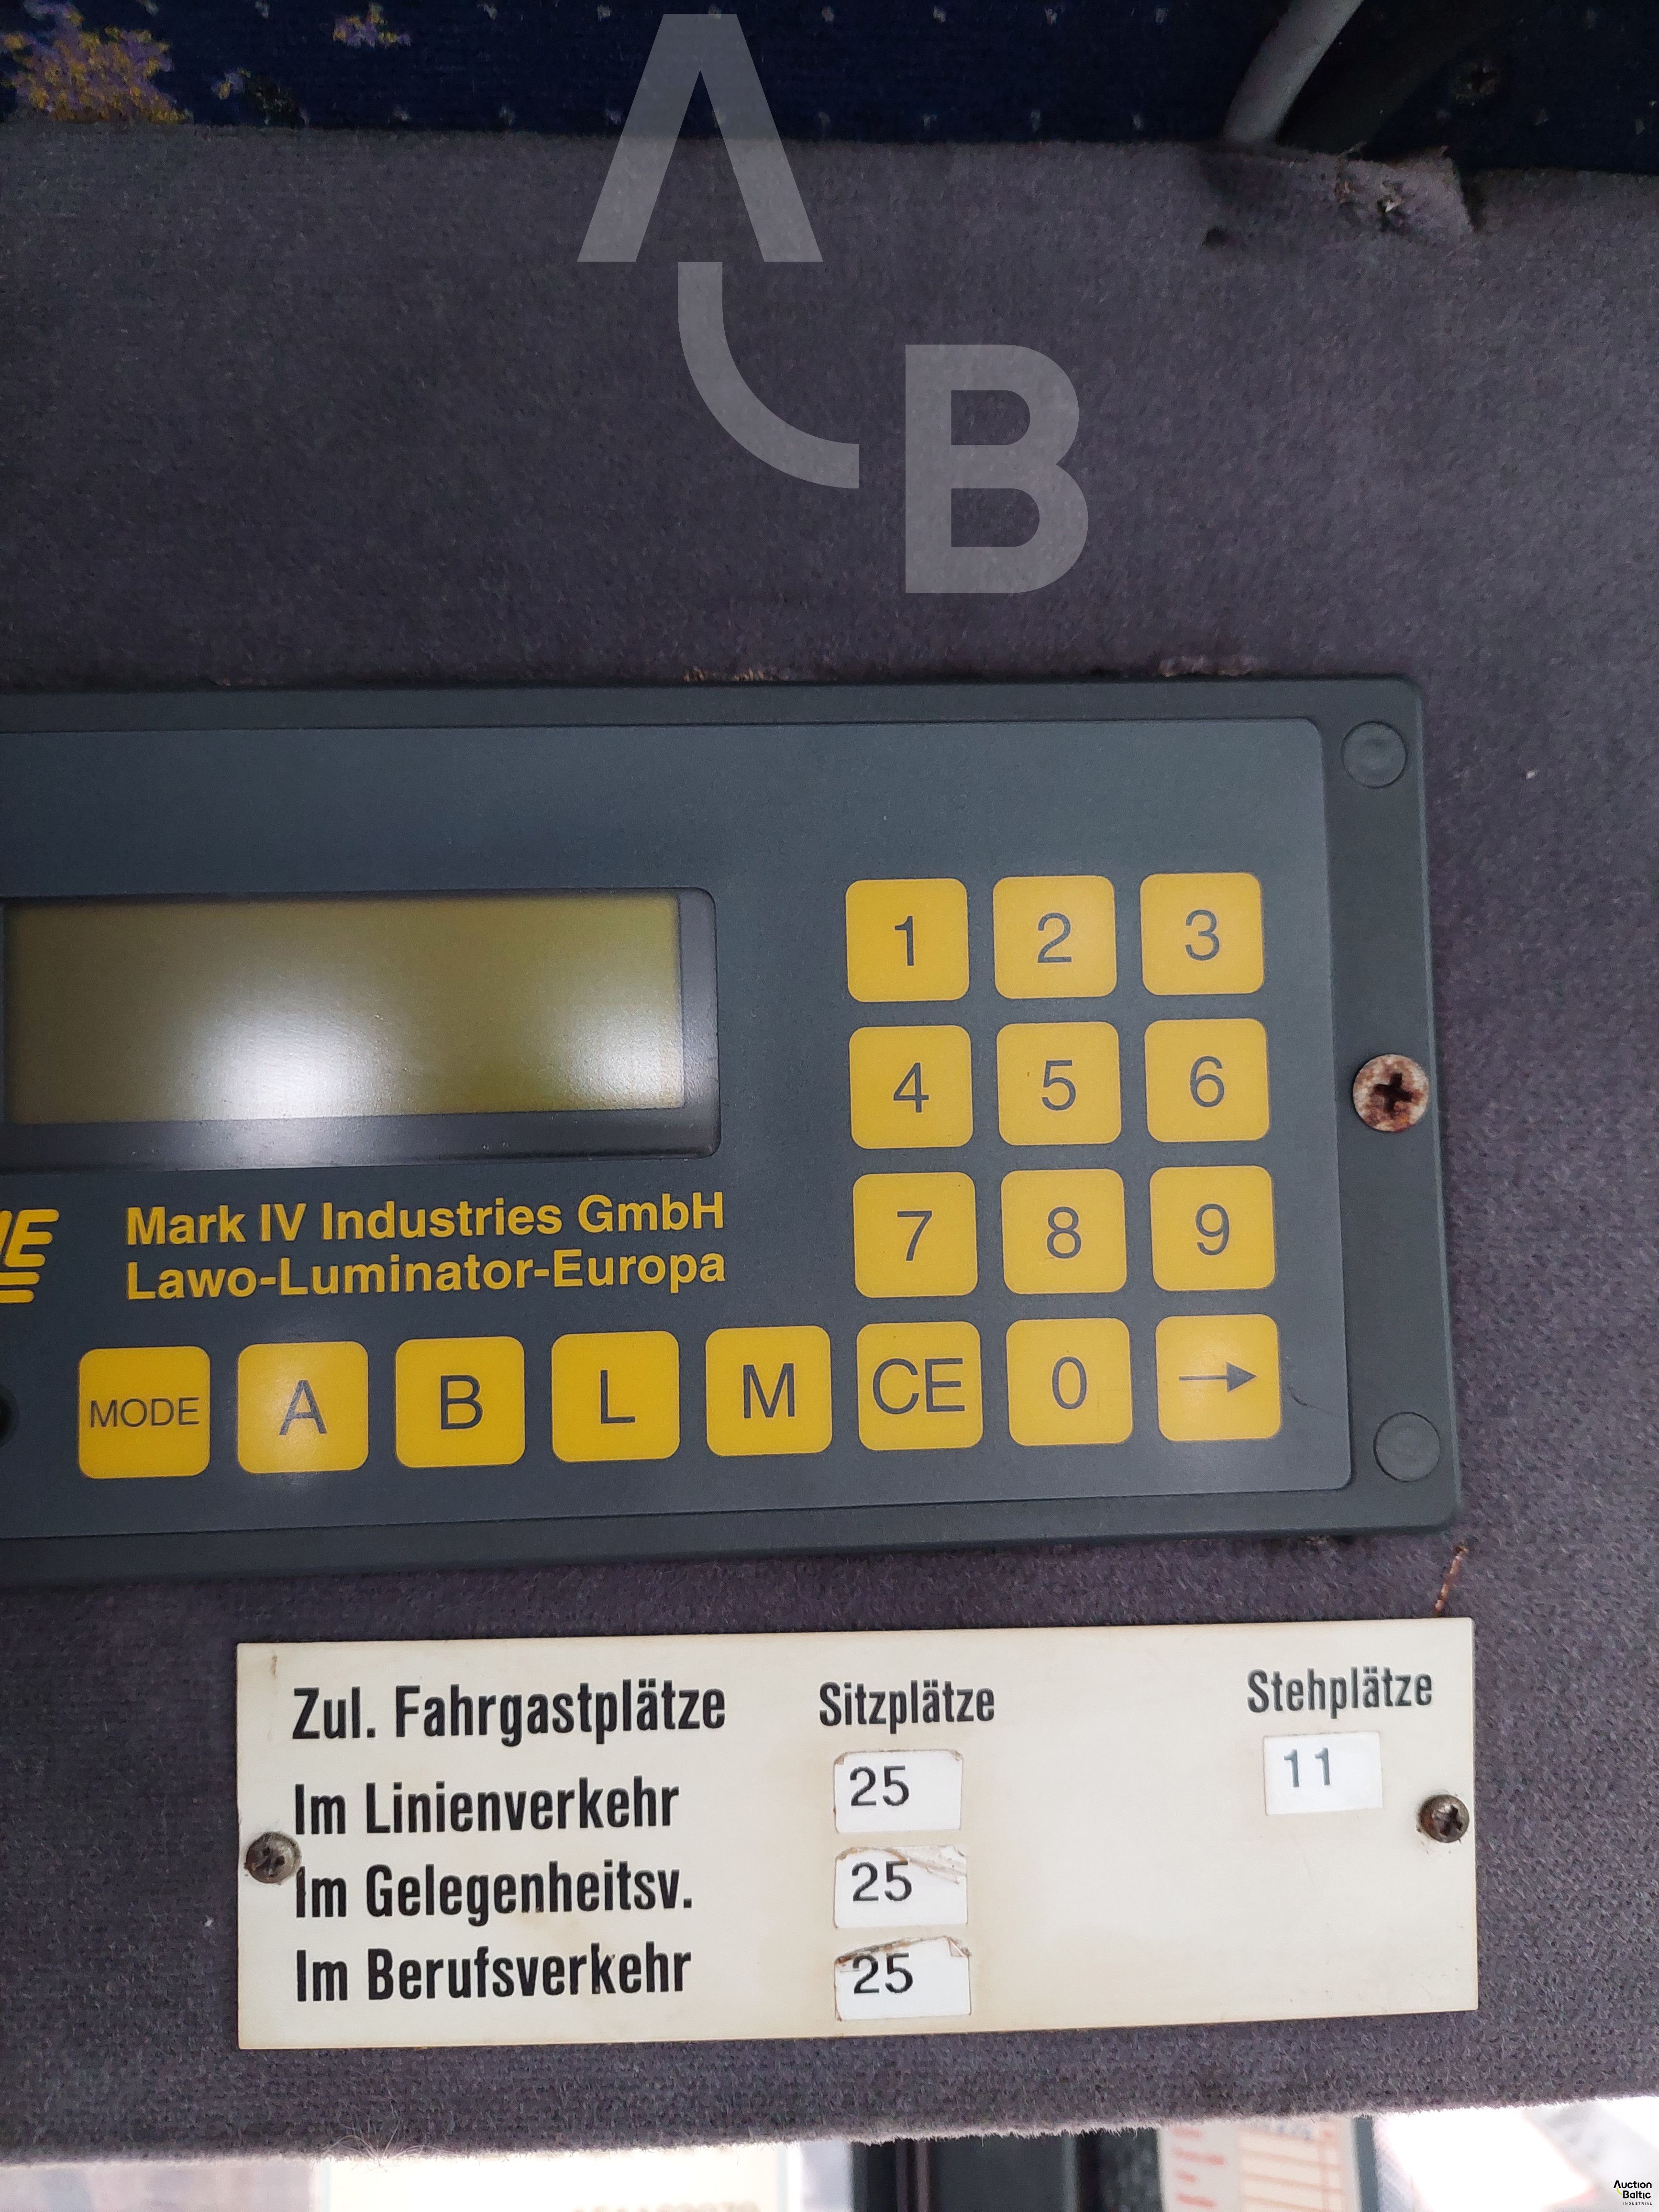 A
B
1 2 3
4 5 6
7 8 9
Mark IV Industries GmbH
Lawo-Luminator-Europa
MODE A B L M CE 0 →
Zul. Fahrgastplätze Sitzplätze Stehplätze
Im Linienverkehr 25 11
Im Gelegenheitsv. 25
Im Berufsverkehr 25
Auction
Baltic
INDUSTRIAL